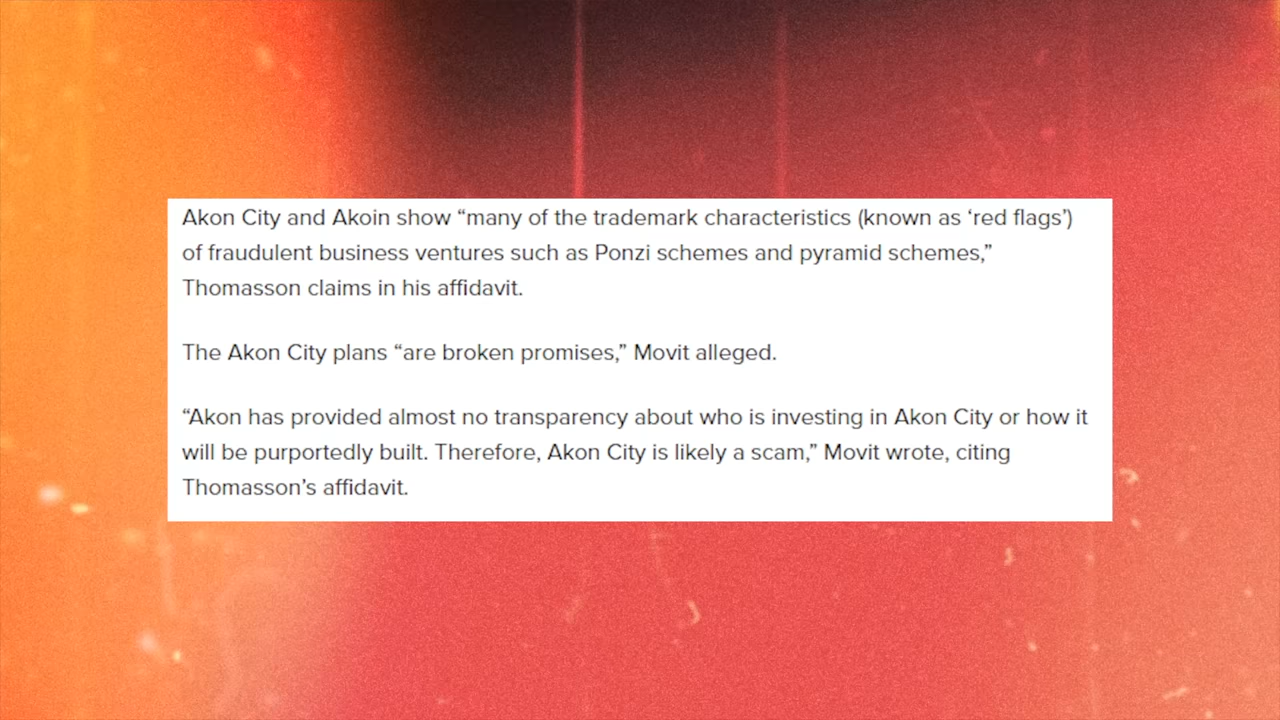 Akon City and Akoin show “many of the trademark characteristics (known as ‘red flags’)
of fraudulent business ventures such as Ponzi schemes and pyramid schemes,”
Thomasson claims in his affidavit.
The Akon City plans “are broken promises,” Movit alleged.
“Akon has provided almost no transparency about who is investing in Akon City or how it
will be purportedly built. Therefore, Akon City is likely a scam,” Movit wrote, citing
Thomasson’s affidavit.